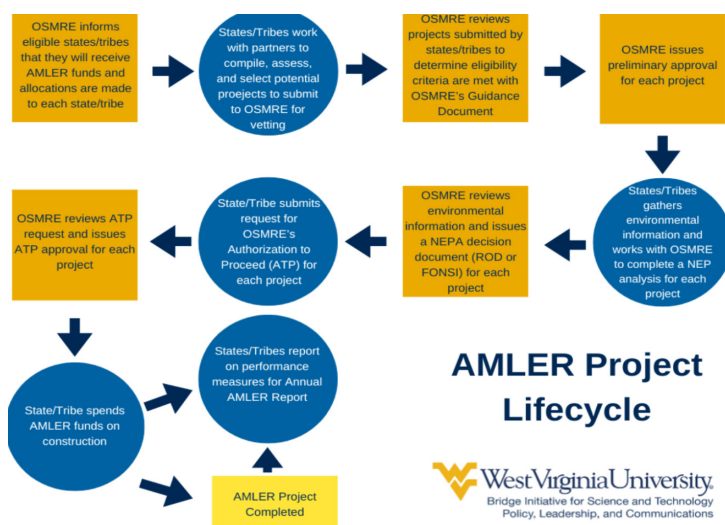 OSMRE informs
eligible states/tribes
that they will receive
AMLER funds and
allocations are made
to each state/tribe
States/Tribes
work with partners to
compile, assess,
and select potential
proejects to submit
to OSMRE for
vetting
OSMRE reviews
projects submitted by
states/tribes to
determine eligibility
criteria are met with
OSMRE's Guidance
Document
OSMRE issues
preliminary approval
for each project
States/Tribes
gathers
environmental
information and
works with OSMRE
to complete a NEP
analysis for each
project
OSMRE reviews
environmental
information and issues
a NEPA decision
document (ROD or
FONSI) for each
project
State/Tribe submits
request for
OSMRE's
Authorization to
Proceed (ATP) for
each project
OSMRE reviews ATP
request and issues
ATP approval for each
project
State/Tribe spends
AMLER funds on
construction
States/Tribes report
on performance
measures for Annual
AMLER Report
AMLER Project
Completed
AMLER Project
Lifecycle
WestVirginiaUniversity.
Bridge Initiative for Science and Technology
Policy, Leadership, and Communications